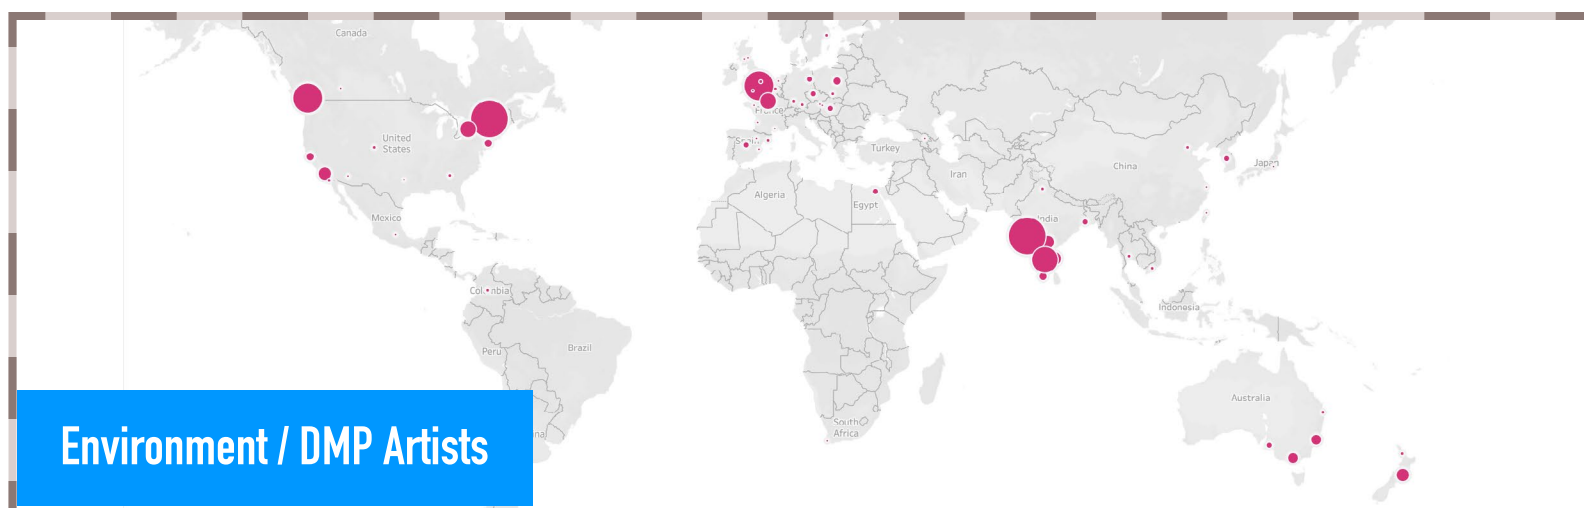 Canada
United
States
Mexico
Colombia
Peru
Brazil
France
Spain
Turkey
Algeria
Egypt
Iran
India
China
Japan
Indonesia
South
Africa
Australia
Environment / DMP Artists